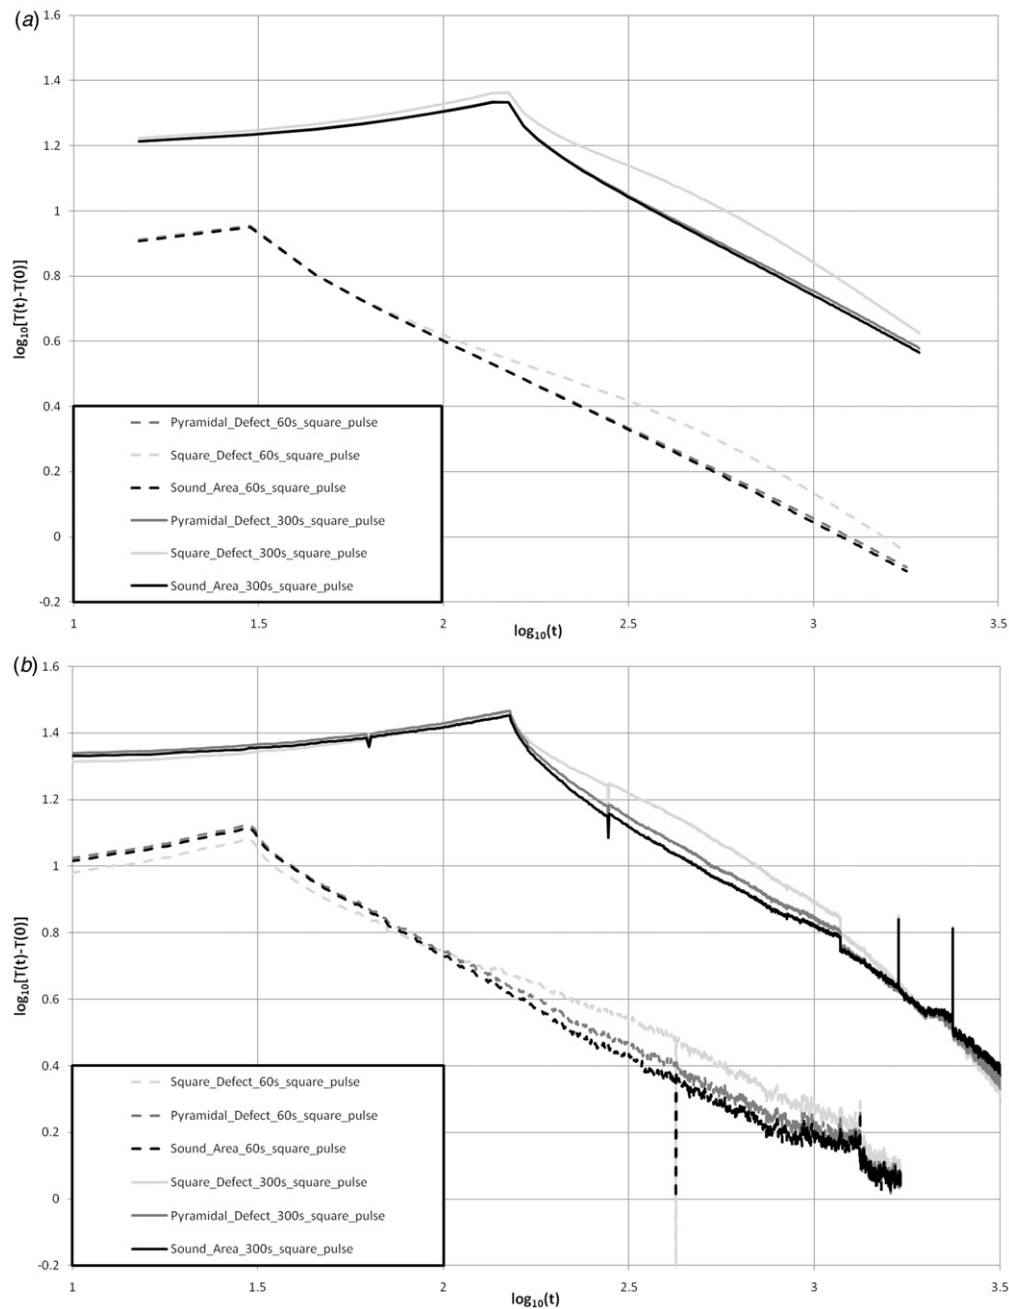 (a)
1.6
1.4
1.2
1
0.8
0.6
0.4
0.2
0
-0.2
log10[T(t)-T(0)]
Pyramidal_Defect_60s_square_pulse
Square_Defect_60s_square_pulse
Sound_Area_60s_square_pulse
Pyramidal_Defect_300s_square_pulse
Square_Defect_300s_square_pulse
Sound_Area_300s_square_pulse
1 1.5 2 2.5 3 3.5
log10(t)
(b)
1.6
1.4
1.2
1
0.8
0.6
0.4
0.2
0
-0.2
log10[T(t)-T(0)]
Square_Defect_60s_square_pulse
Pyramidal_Defect_60s_square_pulse
Sound_Area_60s_square_pulse
Square_Defect_300s_square_pulse
Pyramidal_Defect_300s_square_pulse
Sound_Area_300s_square_pulse
1 1.5 2 2.5 3 3.5
log10(t)